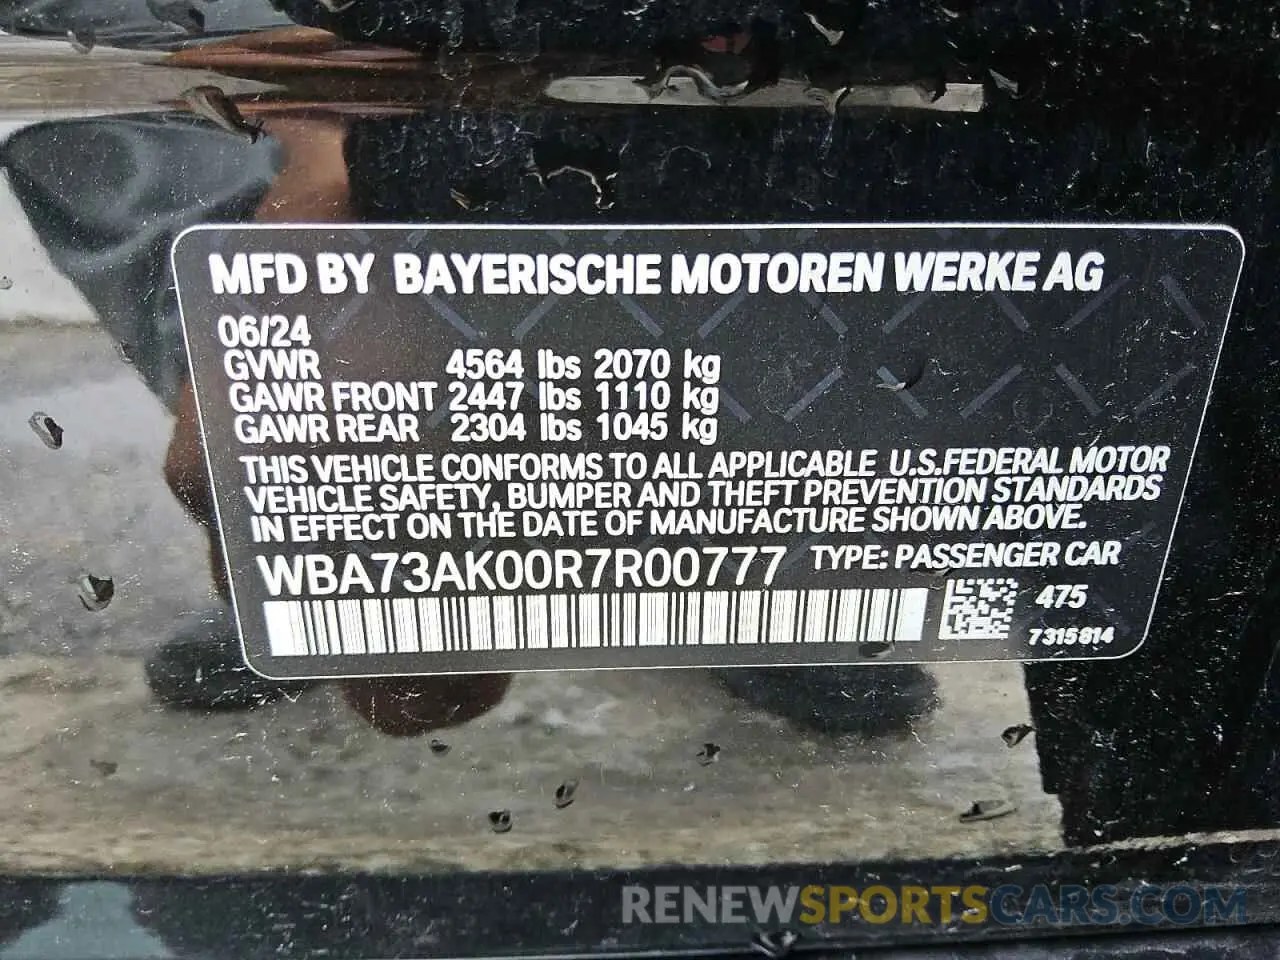 MFD BY BAYERISCHE MOTOREN WERKE AG
06/24
GVWR 4564 lbs 2070 kg
GAWR FRONT 2447 lbs 1110 kg
GAWR REAR 2304 lbs 1045 kg
THIS VEHICLE CONFORMS TO ALL APPLICABLE U.S.FEDERAL MOTOR
VEHICLE SAFETY, BUMPER AND THEFT PREVENTION STANDARDS
IN EFFECT ON THE DATE OF MANUFACTURE SHOWN ABOVE.
WBA73AK00R7R00777 TYPE: PASSENGER CAR
475
7315814
RENEWSPORTSCARS.COM